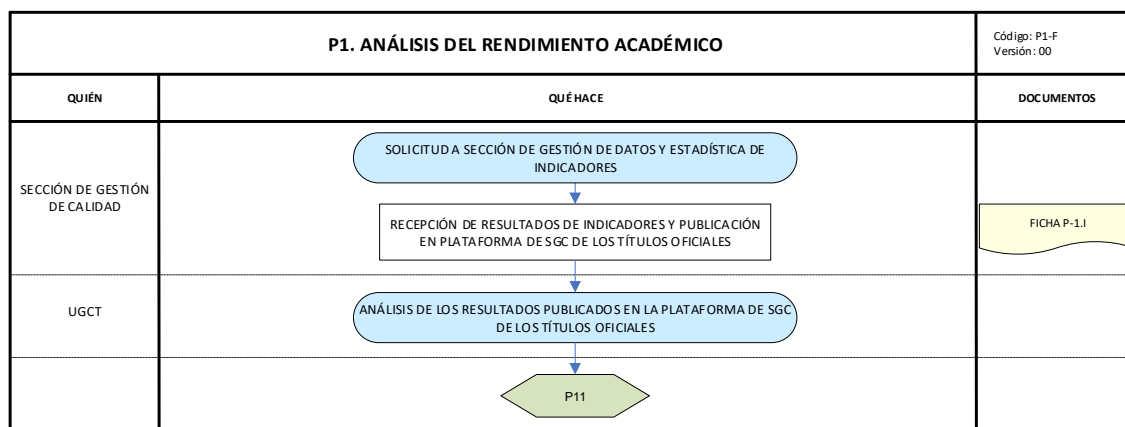 P1. ANÁLISIS DEL RENDIMIENTO ACADÉMICO
Código: P1-F
Versión: 00
QUIÉN
QUÉ HACE
DOCUMENTOS
SECCIÓN DE GESTIÓN
DE CALIDAD
SOLICITUD A SECCIÓN DE GESTIÓN DE DATOS Y ESTADÍSTICA DE
INDICADORES
RECEPCIÓN DE RESULTADOS DE INDICADORES Y PUBLICACIÓN
EN PLATAFORMA DE SGC DE LOS TÍTULOS OFICIALES
FICHA P-1.I
UGCT
ANÁLISIS DE LOS RESULTADOS PUBLICADOS EN LA PLATAFORMA DE SGC
DE LOS TÍTULOS OFICIALES
P11